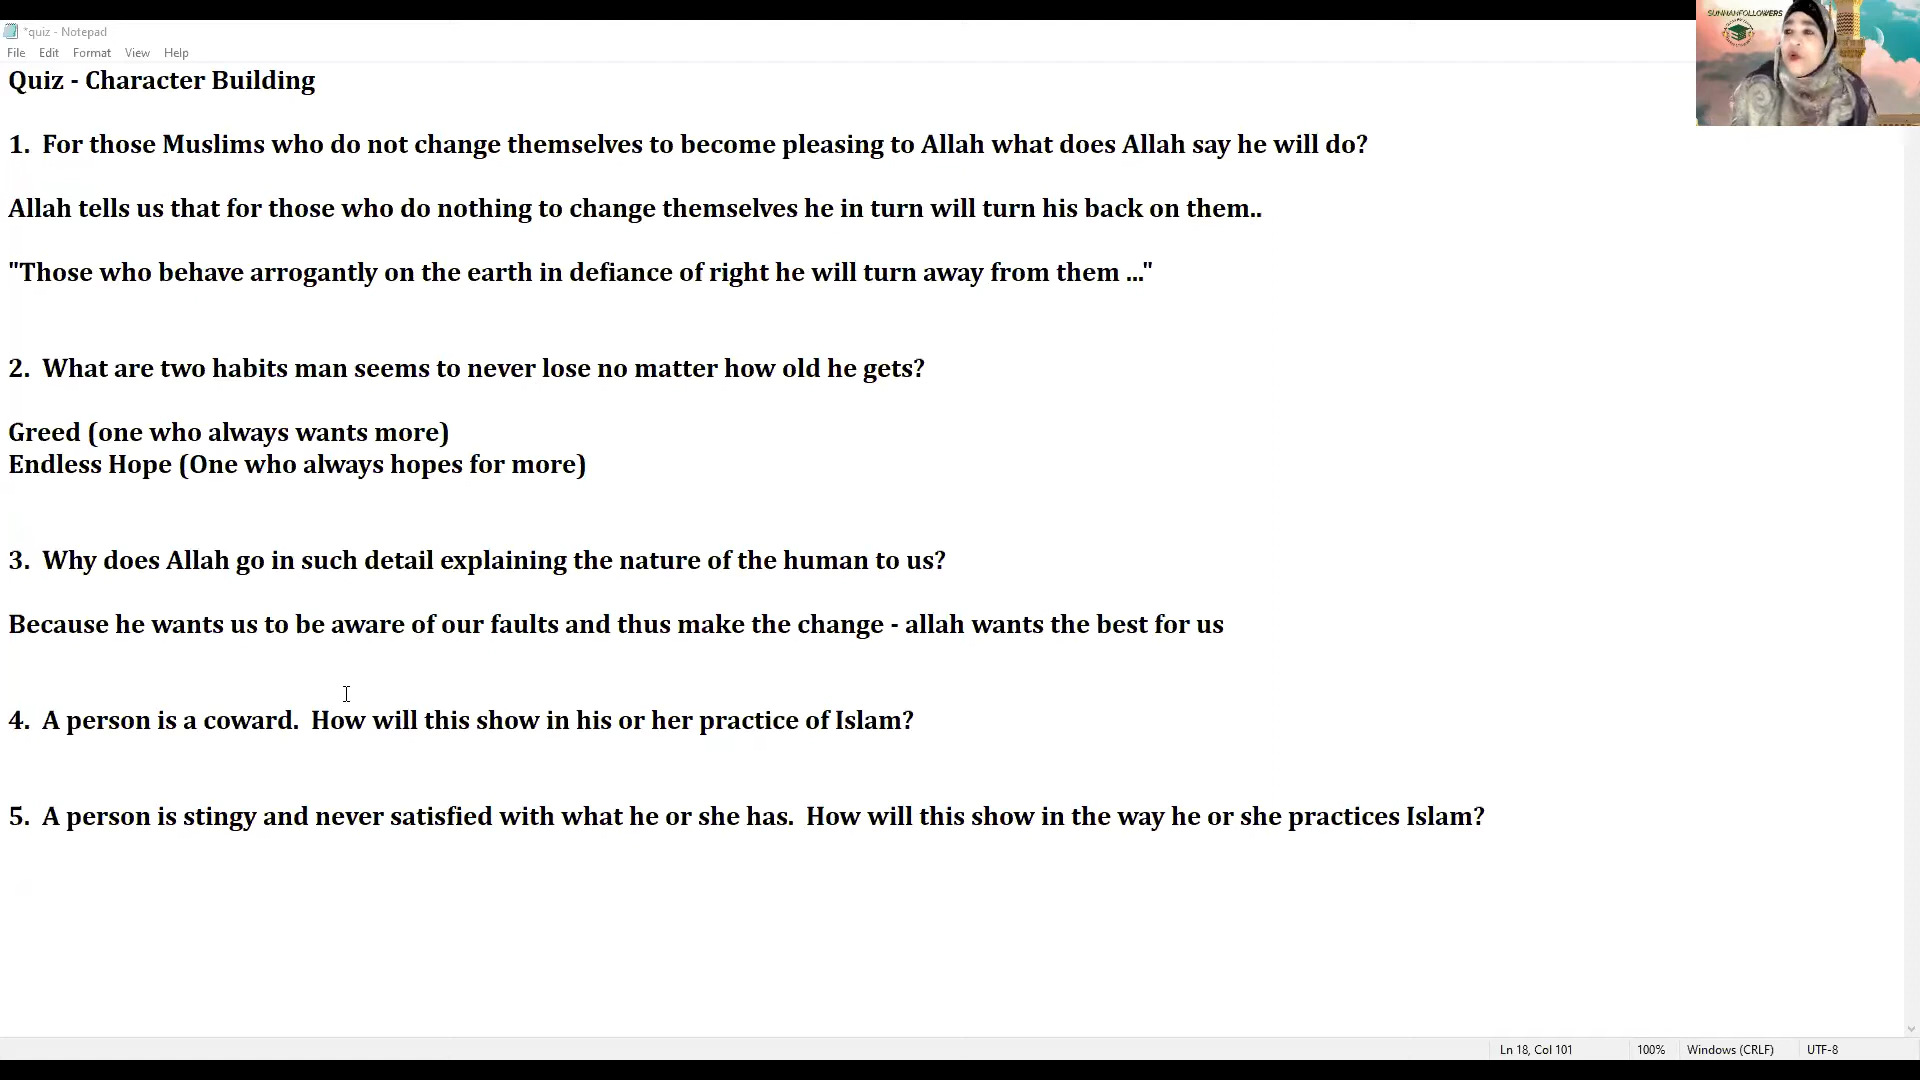 *quiz - Notepad
File Edit Format View Help
SUNNAHFOLLOWERS
Quiz - Character Building
1.  For those Muslims who do not change themselves to become pleasing to Allah what does Allah say he will do?
Allah tells us that for those who do nothing to change themselves he in turn will turn his back on them..
"Those who behave arrogantly on the earth in defiance of right he will turn away from them ..."
2.  What are two habits man seems to never lose no matter how old he gets?
Greed (one who always wants more)
Endless Hope (One who always hopes for more)
3.  Why does Allah go in such detail explaining the nature of the human to us?
Because he wants us to be aware of our faults and thus make the change - allah wants the best for us
4.  A person is a coward.  How will this show in his or her practice of Islam?
5.  A person is stingy and never satisfied with what he or she has.  How will this show in the way he or she practices Islam?
Ln 18, Col 101 100% Windows (CRLF) UTF-8